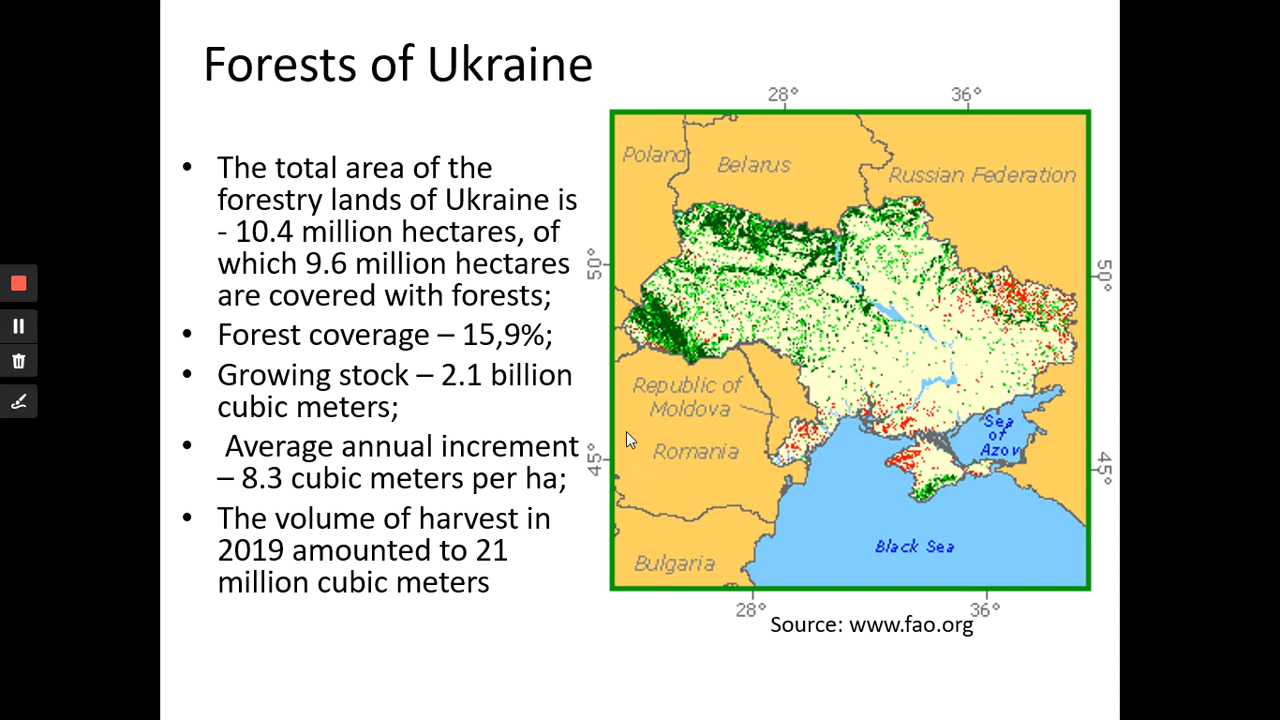 Forests of Ukraine
• The total area of the
forestry lands of Ukraine is
- 10.4 million hectares, of
which 9.6 million hectares
are covered with forests;
• Forest coverage – 15,9%;
• Growing stock – 2.1 billion
cubic meters;
• Average annual increment
– 8.3 cubic meters per ha;
• The volume of harvest in
2019 amounted to 21
million cubic meters
28° 36°
Poland
Belarus
Russian Federation
50° 50°
Republic of
Moldova
Romania
Sea
of
Azov
45° 45°
Black Sea
Bulgaria
28° 36°
Source: www.fao.org